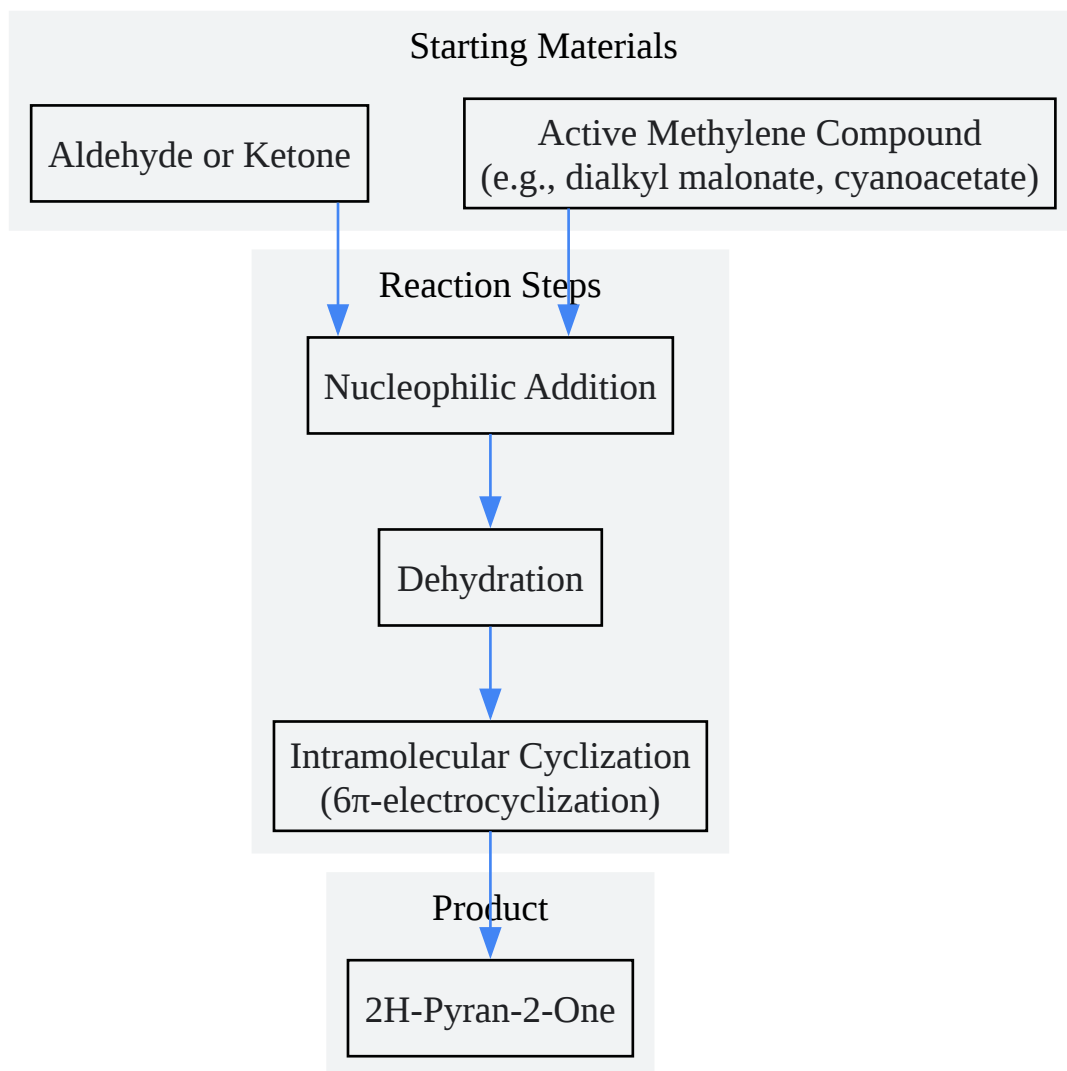 Starting Materials
Aldehyde or Ketone
Active Methylene Compound
(e.g., dialkyl malonate, cyanoacetate)
Reaction Steps
Nucleophilic Addition
Dehydration
Intramolecular Cyclization
(6π-electrocyclization)
Product
2H-Pyran-2-One